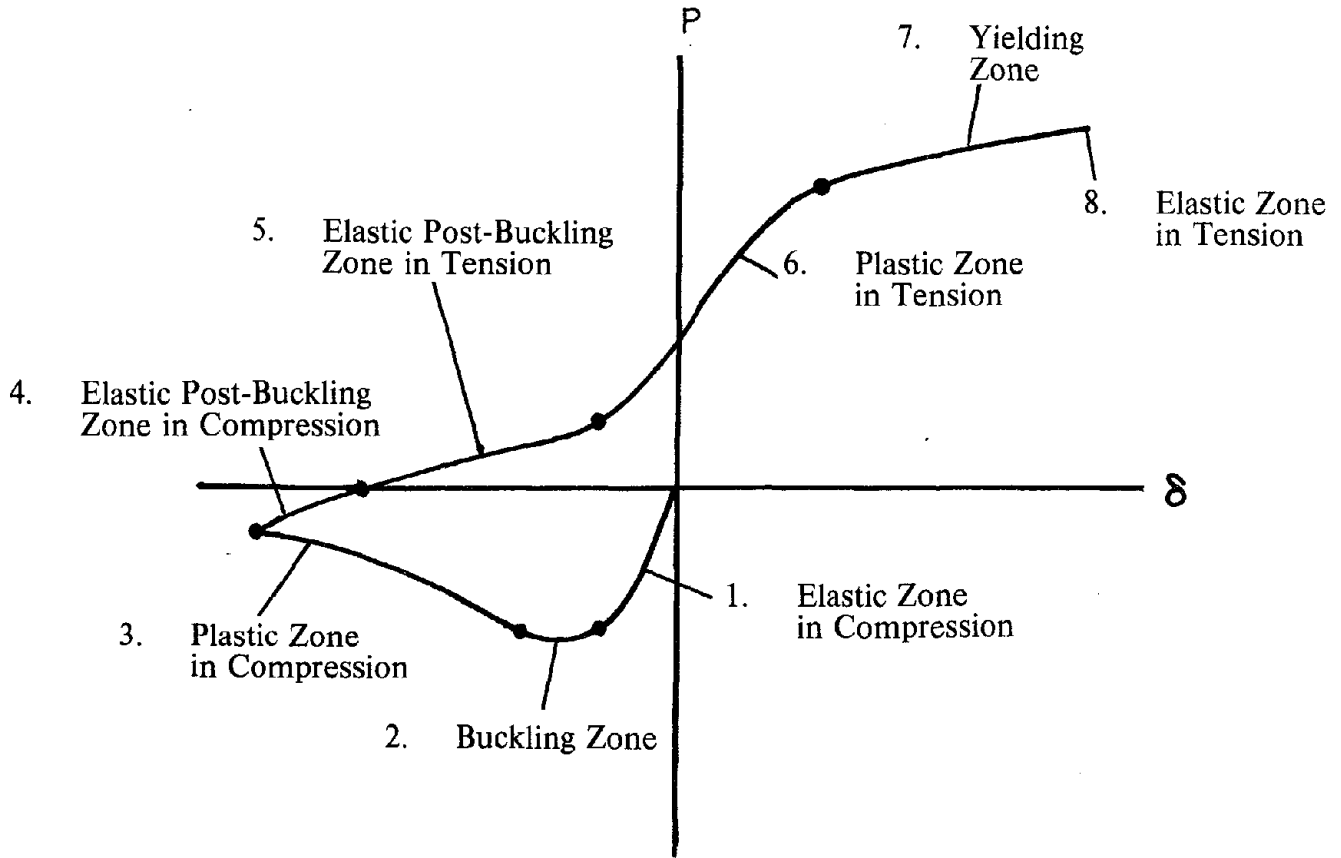 P
7. Yielding
Zone
8. Elastic Zone
in Tension
5. Elastic Post-Buckling
Zone in Tension
6. Plastic Zone
in Tension
4. Elastic Post-Buckling
Zone in Compression
δ
1. Elastic Zone
in Compression
3. Plastic Zone
in Compression
2. Buckling Zone